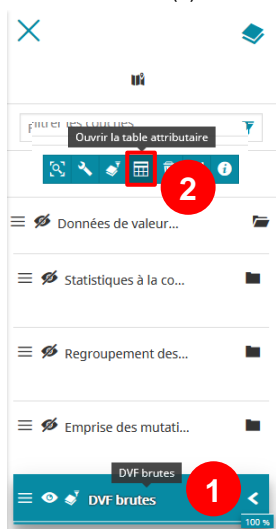 Filtrer les couches
Ouvrir la table attributaire
2
Données de valeur...
Statistiques à la co...
Regroupement des...
Emprise des mutati...
DVF brutes
1
DVF brutes
100 %